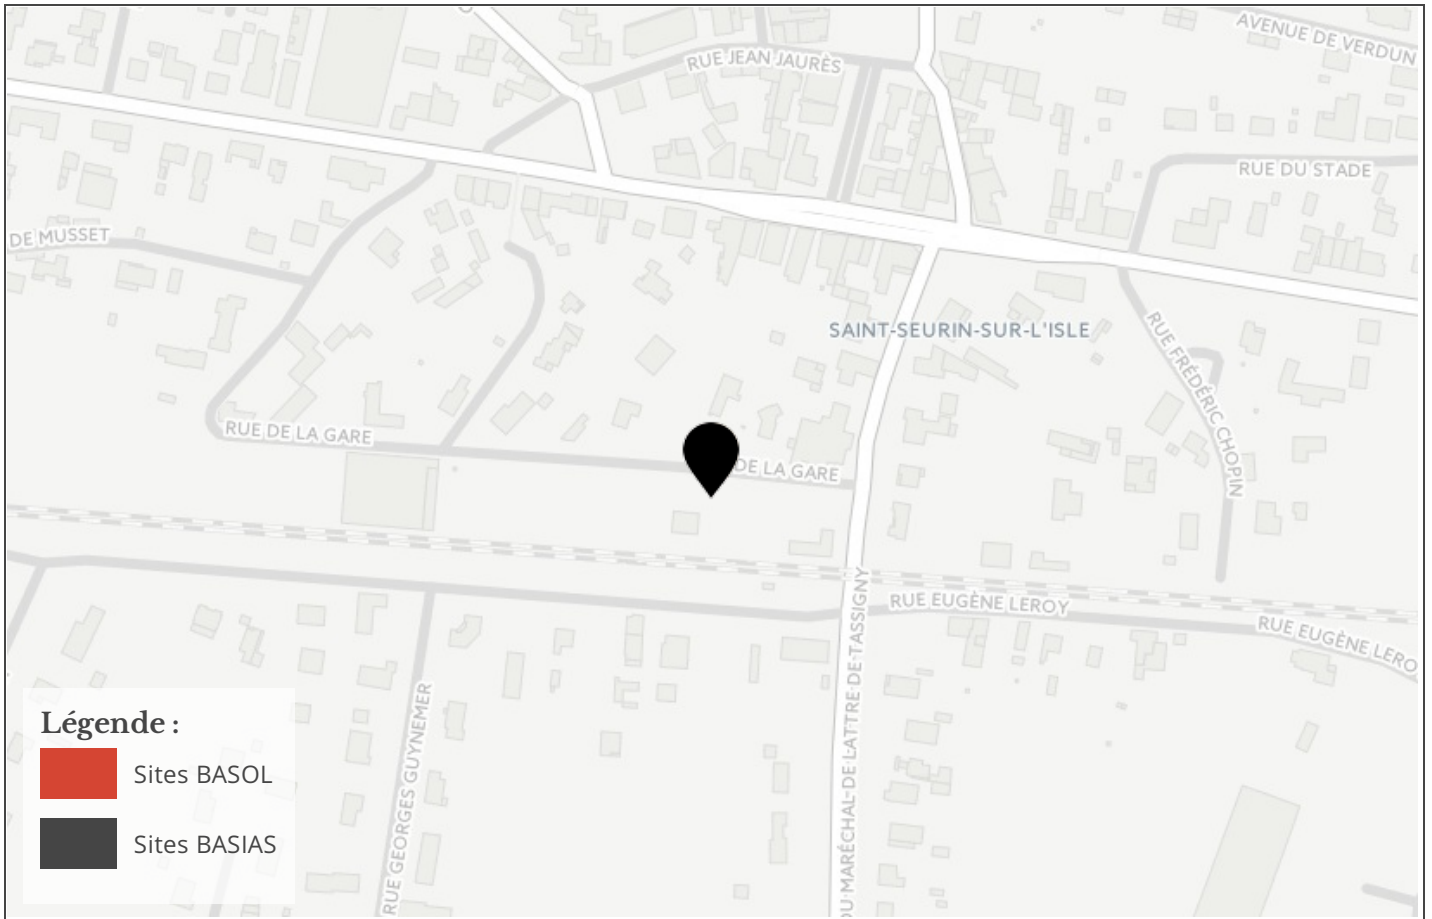 RUE JEAN JAURÈS
AVENUE DE VERDUN
RUE DU STADE
DE MUSSET
SAINT-SEURIN-SUR-L'ISLE
RUE FRÉDÉRIC CHOPIN
RUE DE LA GARE
DE LA GARE
RUE EUGÈNE LEROY
RUE EUGÈNE LERO
DU MARÉCHAL DE LATTRE DE TASSIGNY
RUE GEORGES GUYNEMER
Légende :
Sites BASOL
Sites BASIAS